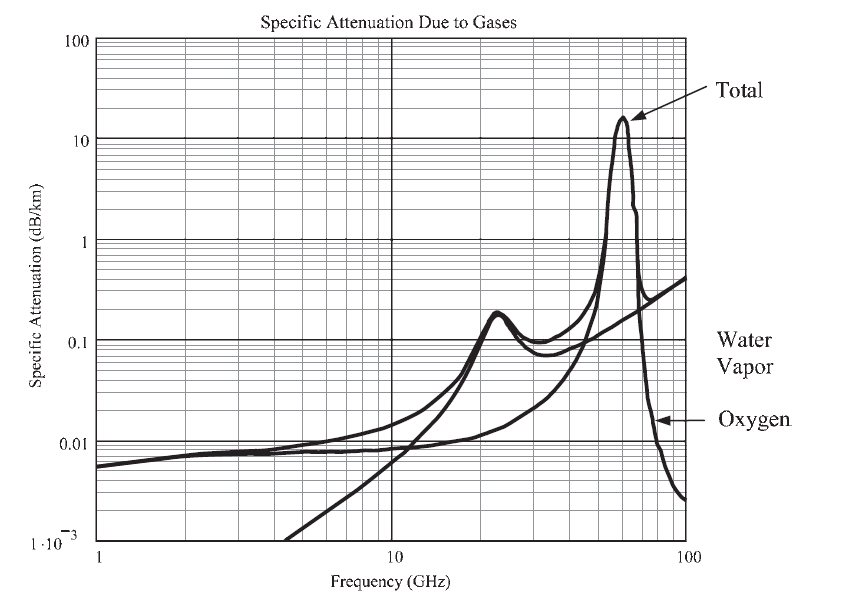 Specific Attenuation Due to Gases
100
10
1
0.1
0.01
1·10⁻³
Specific Attenuation (dB/km)
1
10
100
Frequency (GHz)
Total
Water
Vapor
Oxygen